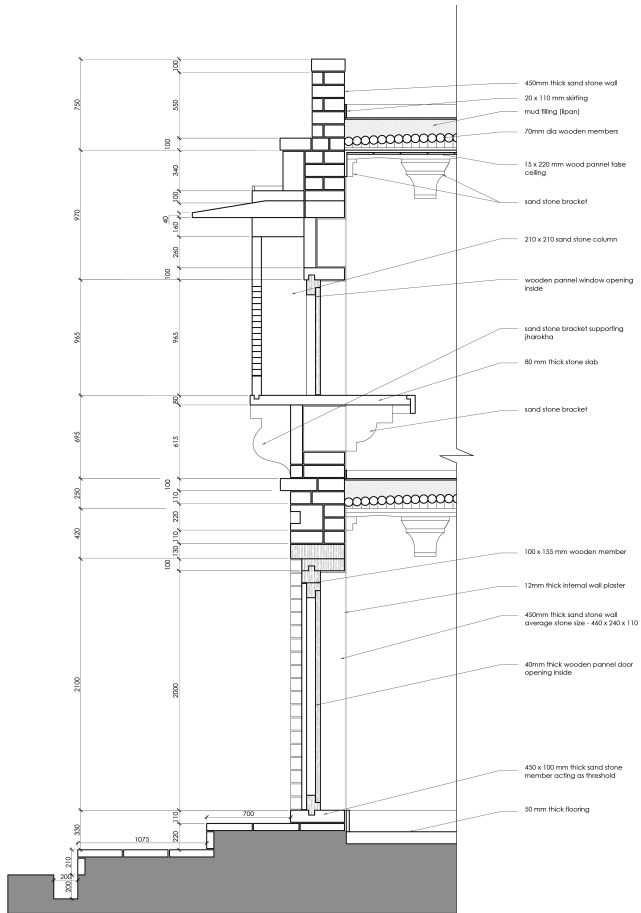 100
750
550
100
340
100
970
40
160
260
100
965
965
80
695
615
100
250
110
220
420
110
130
100
2100
2000
700
110
330
220
1075
210
200
200
450mm thick sand stone wall
20 x 110 mm skirting
mud filling (lipan)
70mm dia wooden members
15 x 220 mm wood pannel false
ceiling
sand stone bracket
210 x 210 sand stone column
wooden pannel window opening
inside
sand stone bracket supporting
jharokha
80 mm thick stone slab
sand stone bracket
100 x 155 mm wooden member
12mm thick internal wall plaster
450mm thick sand stone wall
average stone size - 460 x 240 x 110
40mm thick wooden pannel door
opening inside
450 x 100 mm thick sand stone
member acting as threshold
50 mm thick flooring